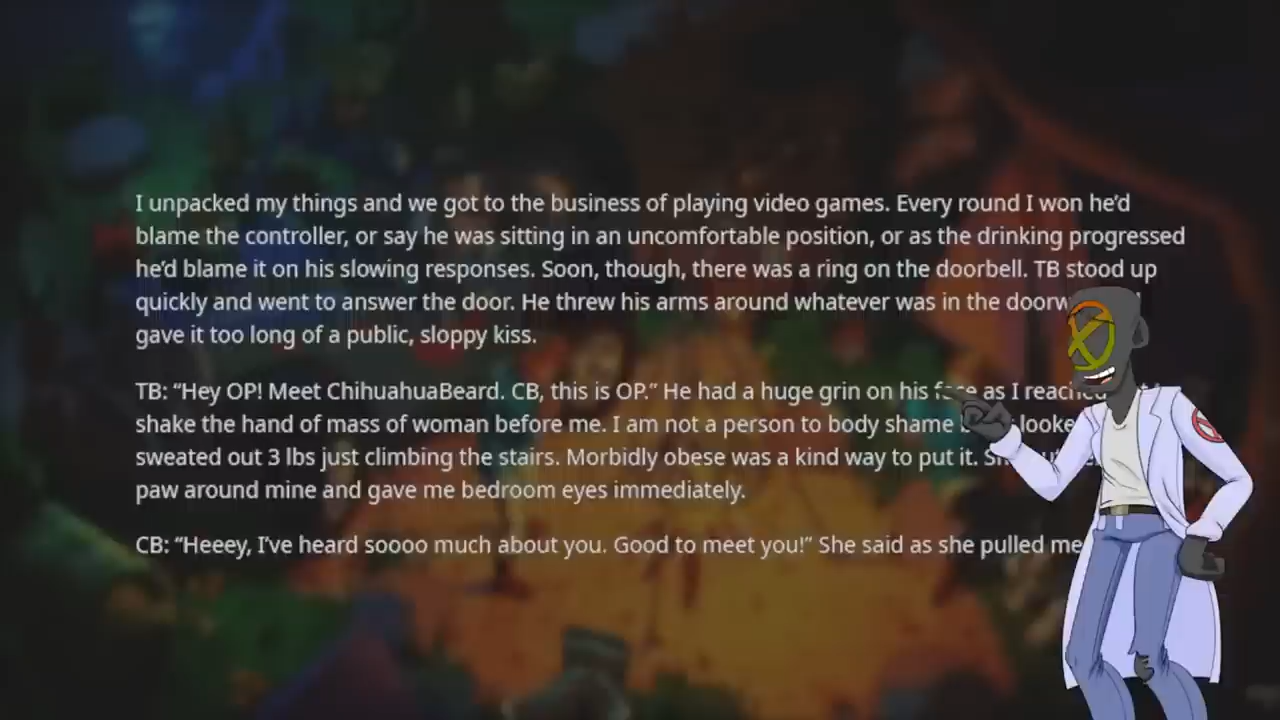 I unpacked my things and we got to the business of playing video games. Every round I won he’d
blame the controller, or say he was sitting in an uncomfortable position, or as the drinking progressed
he’d blame it on his slowing responses. Soon, though, there was a ring on the doorbell. TB stood up
quickly and went to answer the door. He threw his arms around whatever was in the
gave it too long of a public, sloppy kiss.
TB: “Hey OP! Meet ChihuahuaBeard. CB, this is OP.” He had a huge grin on his face as I reached
shake the hand of mass of woman before me. I am not a person to body shame
sweated out 3 lbs just climbing the stairs. Morbidly obese was a kind way to put it.
paw around mine and gave me bedroom eyes immediately.
CB: “Heeey, I’ve heard soooo much about you. Good to meet you!” She said as she pulled me